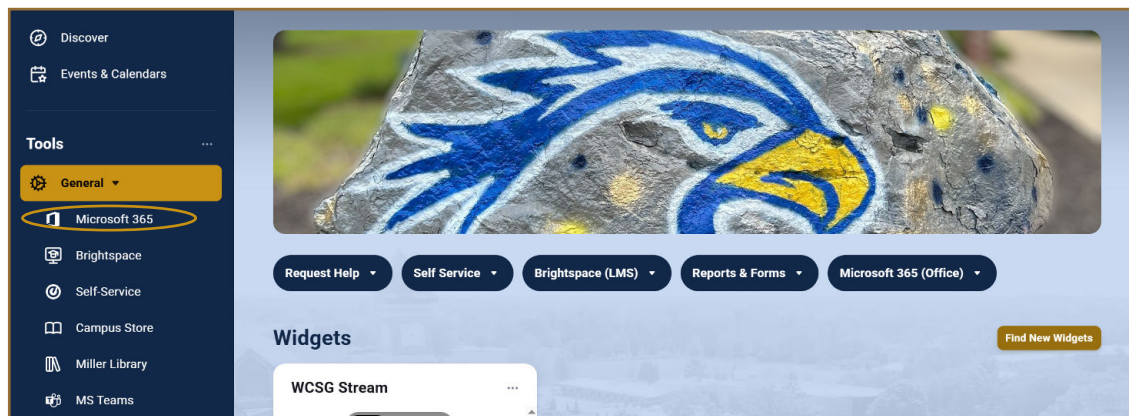 Discover
Events & Calendars
Tools
General
Microsoft 365
Brightspace
Self-Service
Campus Store
Miller Library
MS Teams
Request Help
Self Service
Brightspace (LMS)
Reports & Forms
Microsoft 365 (Office)
Widgets
Find New Widgets
WCSG Stream